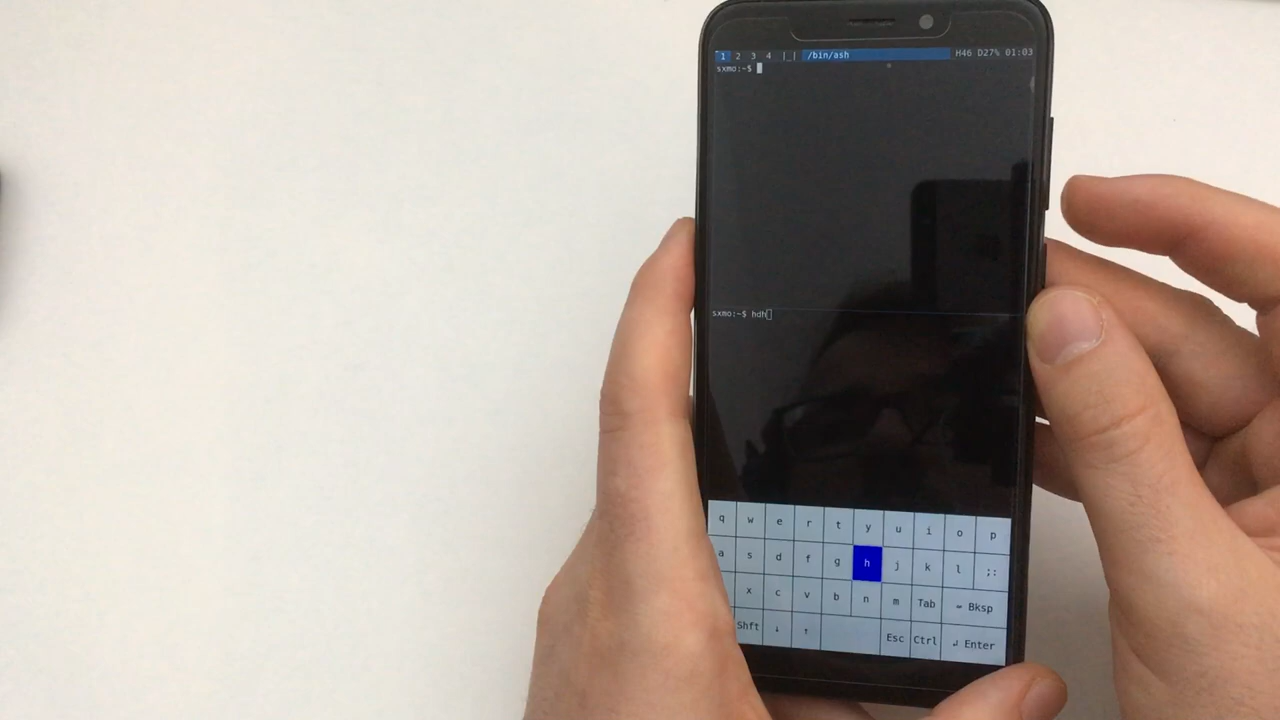 1 2 3 4 |_| /bin/ash H46 D27% 01:03
sxmo:~$
sxmo:~$ hdh
q w e r t y u i o p
a s d f g h j k l ;:
x c v b n m Tab ⌫ Bksp
Shft ↓ ↑ Esc Ctrl ↲ Enter